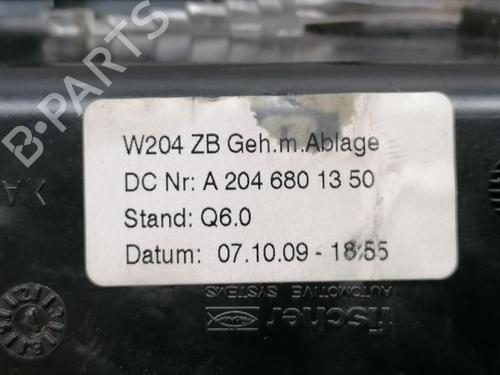 B-PARTS
W204 ZB Geh.m.Ablage
DC Nr: A 204 680 13 50
Stand: Q6.0
Datum: 07.10.09 - 18:55
fischer
AUTOMOTIVE SYSTEMS